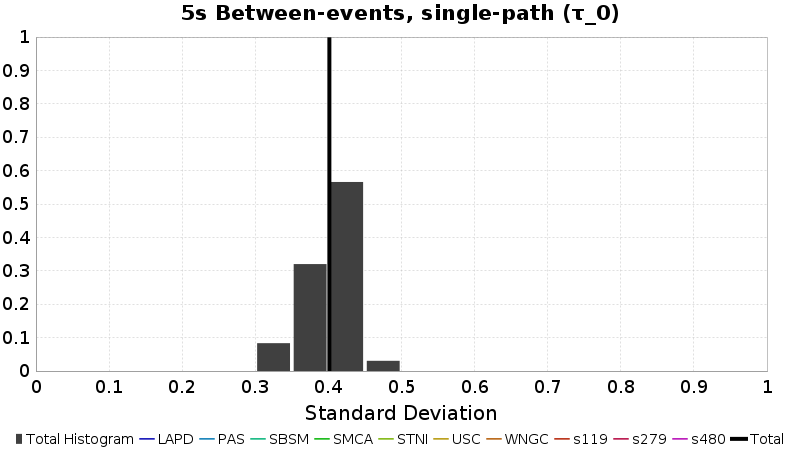 5s Between-events, single-path (τ_0)
1
0.9
0.8
0.7
0.6
0.5
0.4
0.3
0.2
0.1
0
0 0.1 0.2 0.3 0.4 0.5 0.6 0.7 0.8 0.9 1
Standard Deviation
Total Histogram LAPD PAS SBSM SMCA STNI USC WNGC s119 s279 s480 Total